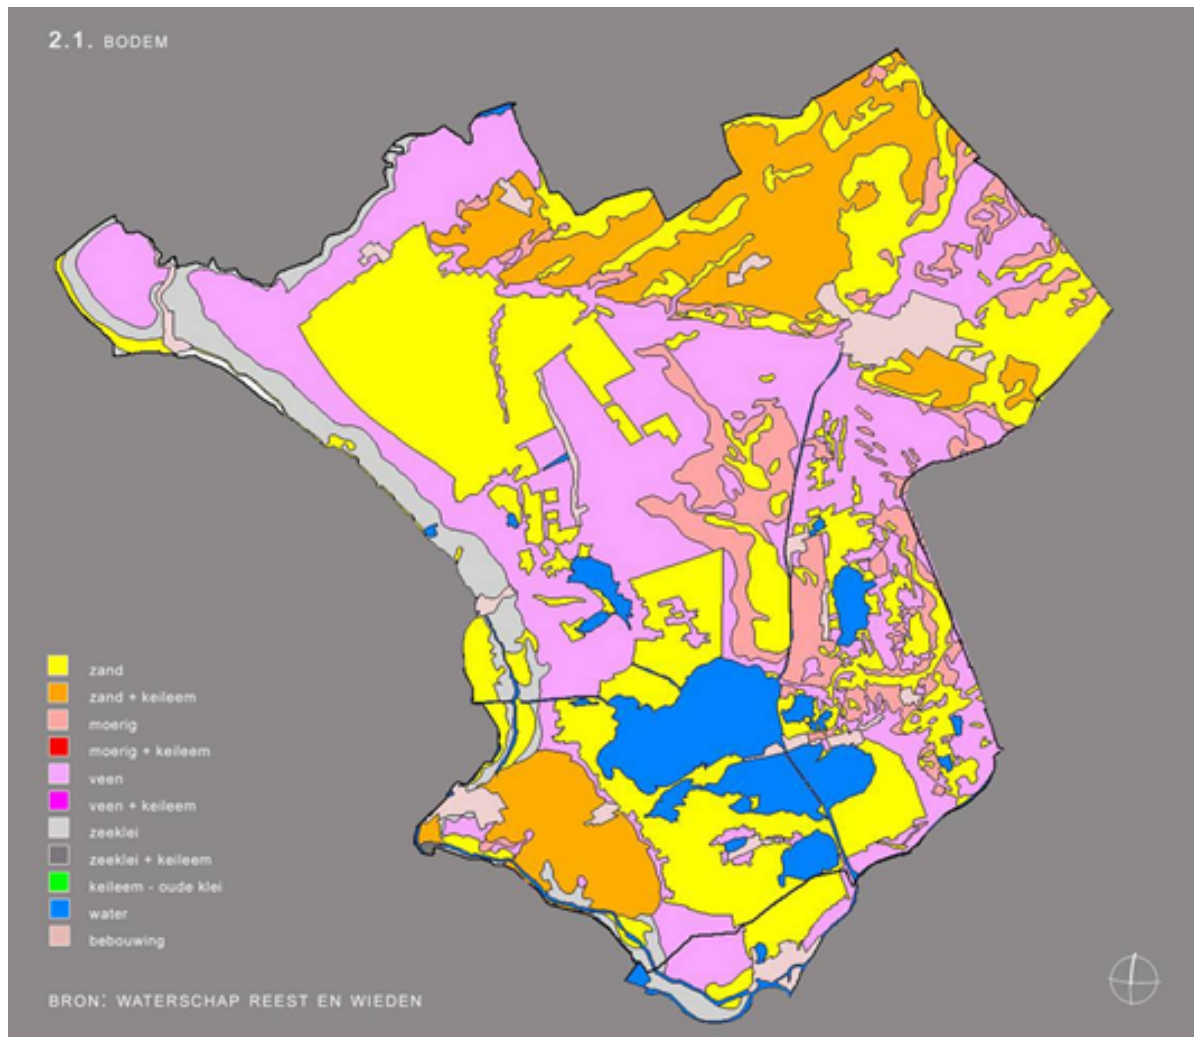 2.1. BODEM
zand
zand + keileem
moerig
moerig + keileem
veen
veen + keileem
zeeklei
zeeklei + keileem
keileem - oude klei
water
bebouwing
BRON: WATERSCHAP REEST EN WIEDEN